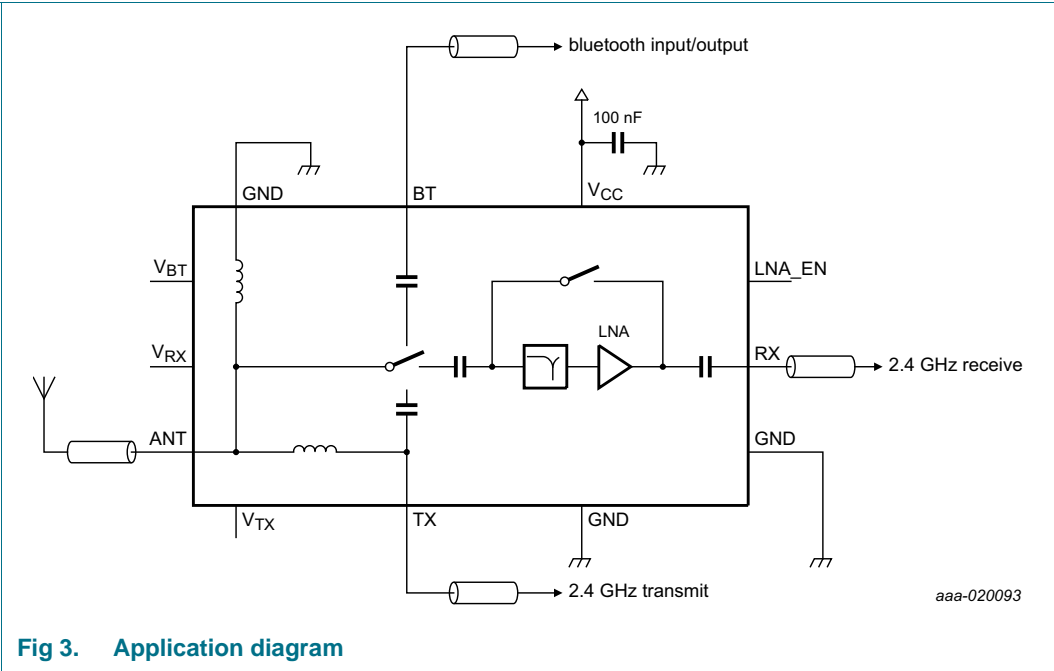 bluetooth input/output
100 nF
GND
BT
VCC
VBT
LNA_EN
LNA
VRX
RX
2.4 GHz receive
ANT
GND
VTX
TX
GND
2.4 GHz transmit
aaa-020093
Fig 3. Application diagram